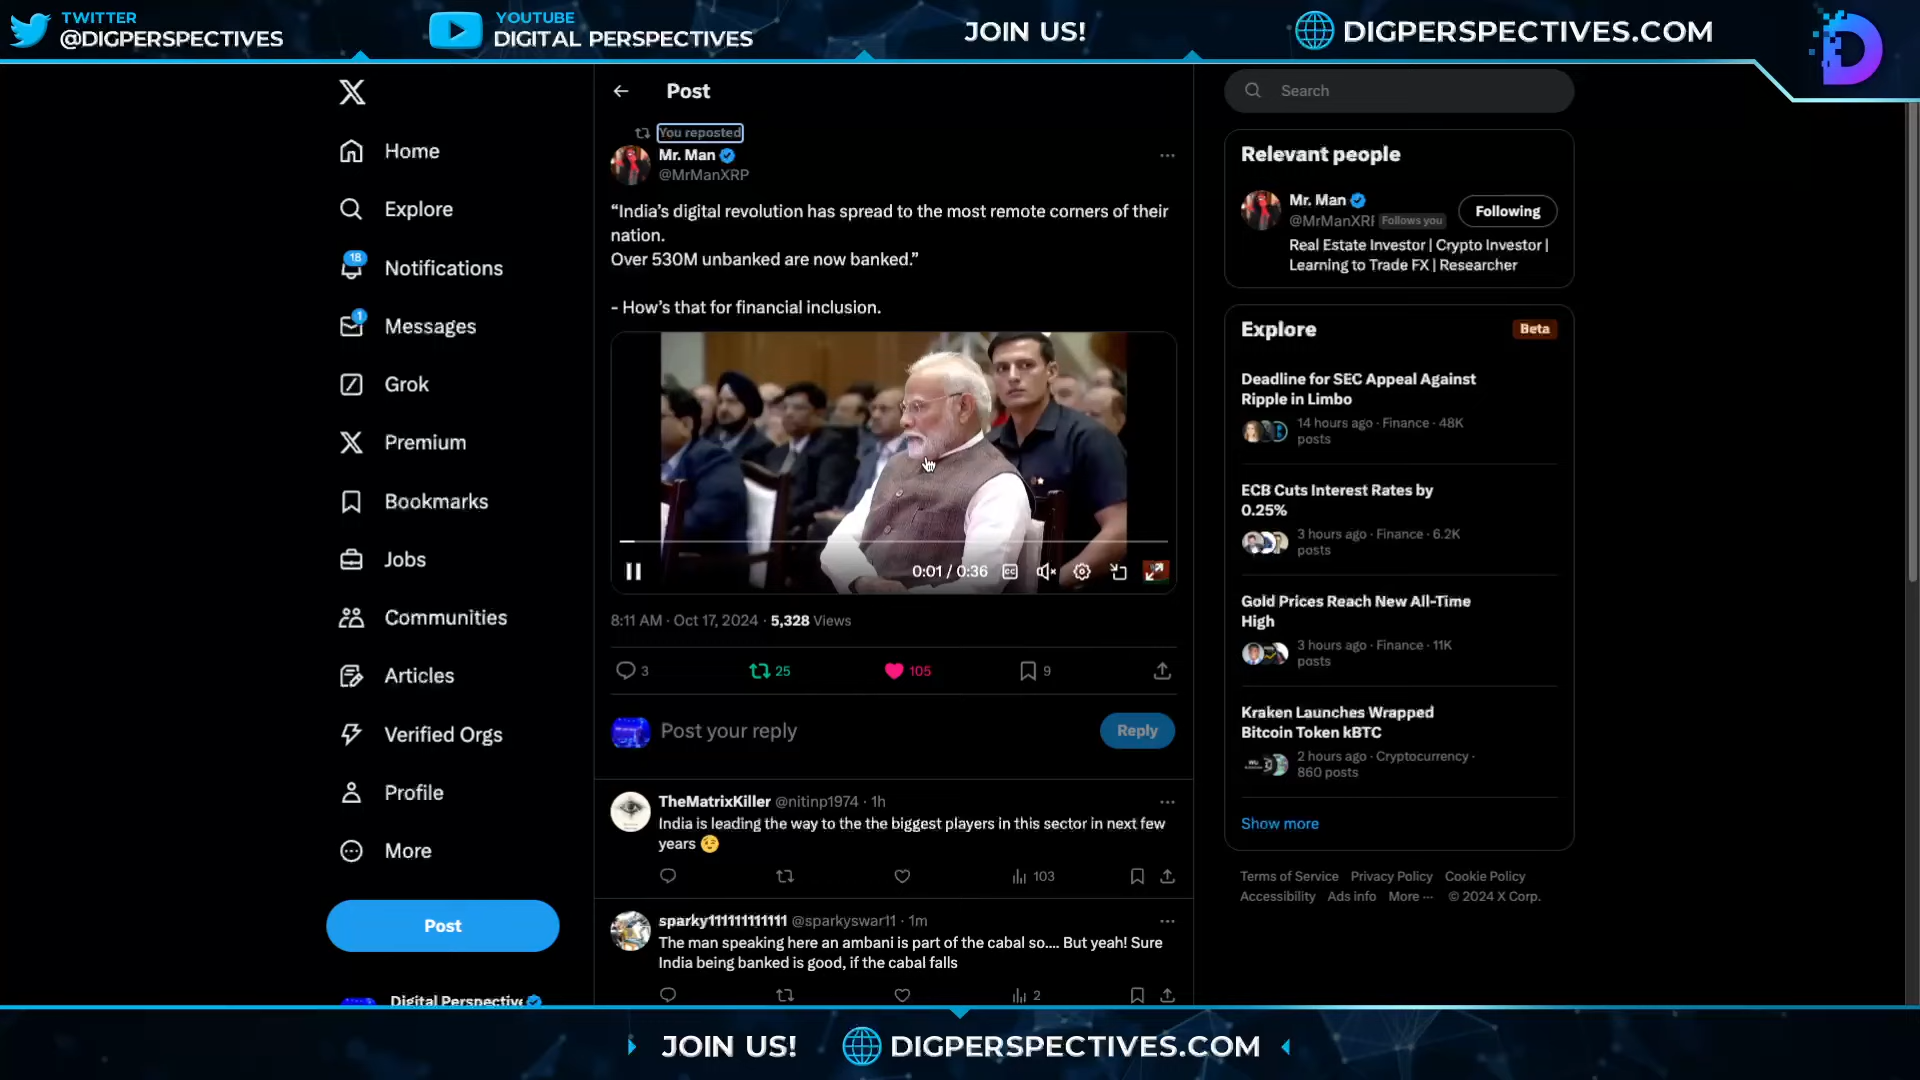 TWITTER
@DIGPERSPECTIVES
YOUTUBE
DIGITAL PERSPECTIVES
JOIN US!
DIGPERSPECTIVES.COM
Home
Explore
18
Notifications
1
Messages
Grok
Premium
Bookmarks
Jobs
Communities
Articles
Verified Orgs
Profile
More
Post
Digital Perspective
Post
You reposted
Mr. Man
@MrManXRP
“India’s digital revolution has spread to the most remote corners of their
nation.
Over 530M unbanked are now banked.”
- How’s that for financial inclusion.
0:01 / 0:36
CC
8:11 AM · Oct 17, 2024 · 5,328 Views
3
25
105
9
Post your reply
Reply
TheMatrixKiller @nitinp1974 · 1h
India is leading the way to the the biggest players in this sector in next few
years 😏
103
sparky111111111111 @sparkyswar11 · 1m
The man speaking here an ambani is part of the cabal so.... But yeah! Sure
India being banked is good, if the cabal falls
2
Search
Relevant people
Mr. Man
@MrManXRI Follows you
Following
Real Estate Investor | Crypto Investor |
Learning to Trade FX | Researcher
Explore
Beta
Deadline for SEC Appeal Against
Ripple in Limbo
14 hours ago · Finance · 48K
posts
ECB Cuts Interest Rates by
0.25%
3 hours ago · Finance · 6.2K
posts
Gold Prices Reach New All-Time
High
3 hours ago · Finance · 11K
posts
Kraken Launches Wrapped
Bitcoin Token kBTC
2 hours ago · Cryptocurrency ·
860 posts
Show more
Terms of Service Privacy Policy Cookie Policy
Accessibility Ads info More ··· © 2024 X Corp.
JOIN US!
DIGPERSPECTIVES.COM